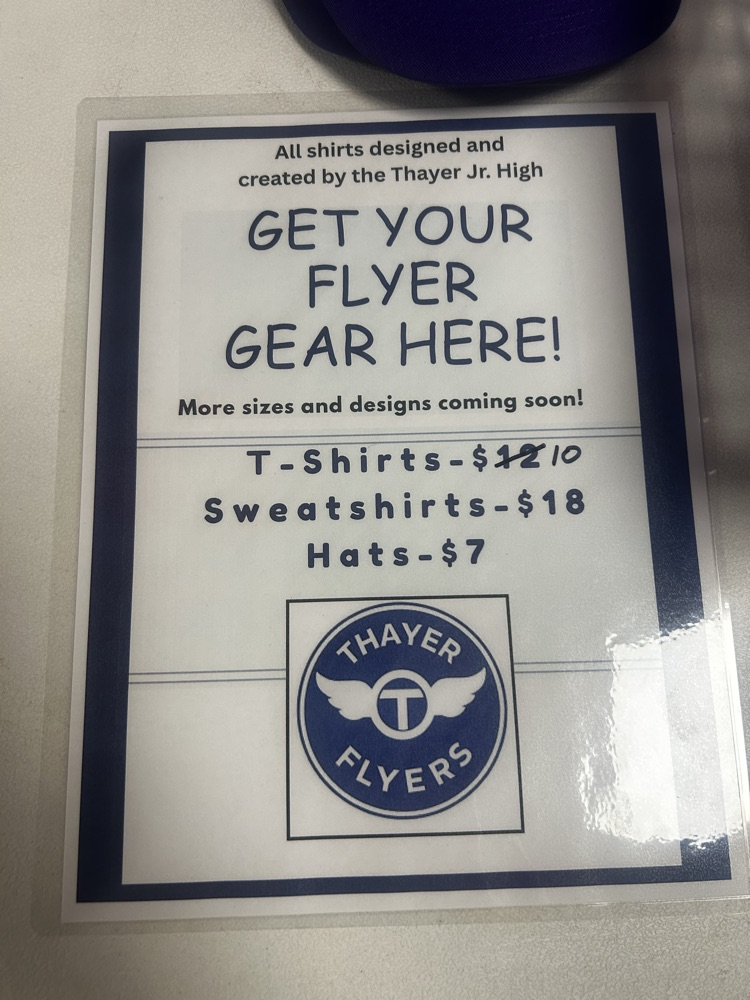 All shirts designed and
created by the Thayer Jr. High
GET YOUR
FLYER
GEAR HERE!
More sizes and designs coming soon!
T-Shirts-$12 10
Sweatshirts-$18
Hats-$7
THAYER
T
FLYERS